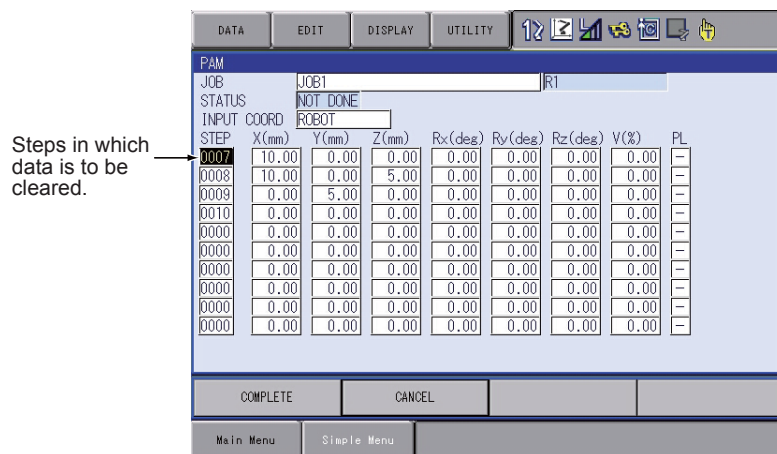 DATA EDIT DISPLAY UTILITY
PAM
JOB JOB1 R1
STATUS NOT DONE
INPUT COORD ROBOT
STEP X(mm) Y(mm) Z(mm) Rx(deg) Ry(deg) Rz(deg) V(%) PL
Steps in which
data is to be
cleared.
0007 10.00 0.00 0.00 0.00 0.00 0.00 0.00 -
0008 10.00 0.00 5.00 0.00 0.00 0.00 0.00 -
0009 0.00 5.00 0.00 0.00 0.00 0.00 0.00 -
0010 0.00 0.00 0.00 0.00 0.00 0.00 0.00 -
0000 0.00 0.00 0.00 0.00 0.00 0.00 0.00 -
0000 0.00 0.00 0.00 0.00 0.00 0.00 0.00 -
0000 0.00 0.00 0.00 0.00 0.00 0.00 0.00 -
0000 0.00 0.00 0.00 0.00 0.00 0.00 0.00 -
0000 0.00 0.00 0.00 0.00 0.00 0.00 0.00 -
0000 0.00 0.00 0.00 0.00 0.00 0.00 0.00 -
COMPLETE CANCEL
Main Menu Simple Menu